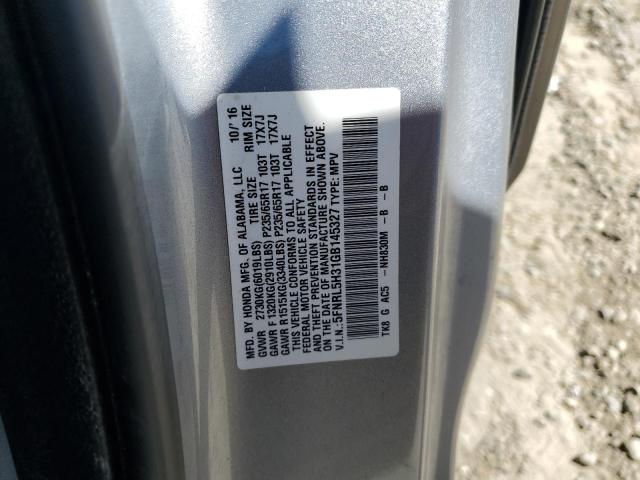 MFD. BY HONDA MFG. OF ALABAMA, LLC 10/'16
GVWR 2730KG(6019LBS) TIRE SIZE RIM SIZE
GAWR F 1320KG(2910LBS) P235/65R17 103T 17X7J
GAWR R1515KG(3340LBS) P235/65R17 103T 17X7J
THIS VEHICLE CONFORMS TO ALL APPLICABLE
FEDERAL MOTOR VEHICLE SAFETY
AND THEFT PREVENTION STANDARDS IN EFFECT
ON THE DATE OF MANUFACTURE SHOWN ABOVE.
V.I.N.:5FNRL5H31GB145327 TYPE: MPV
TK8 G AC5 -NH830M -B -B